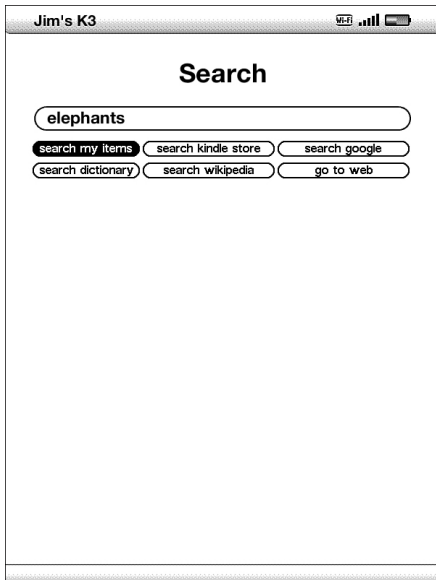 Jim's K3 Wi-Fi
Search
elephants
search my items search kindle store search google
search dictionary search wikipedia go to web